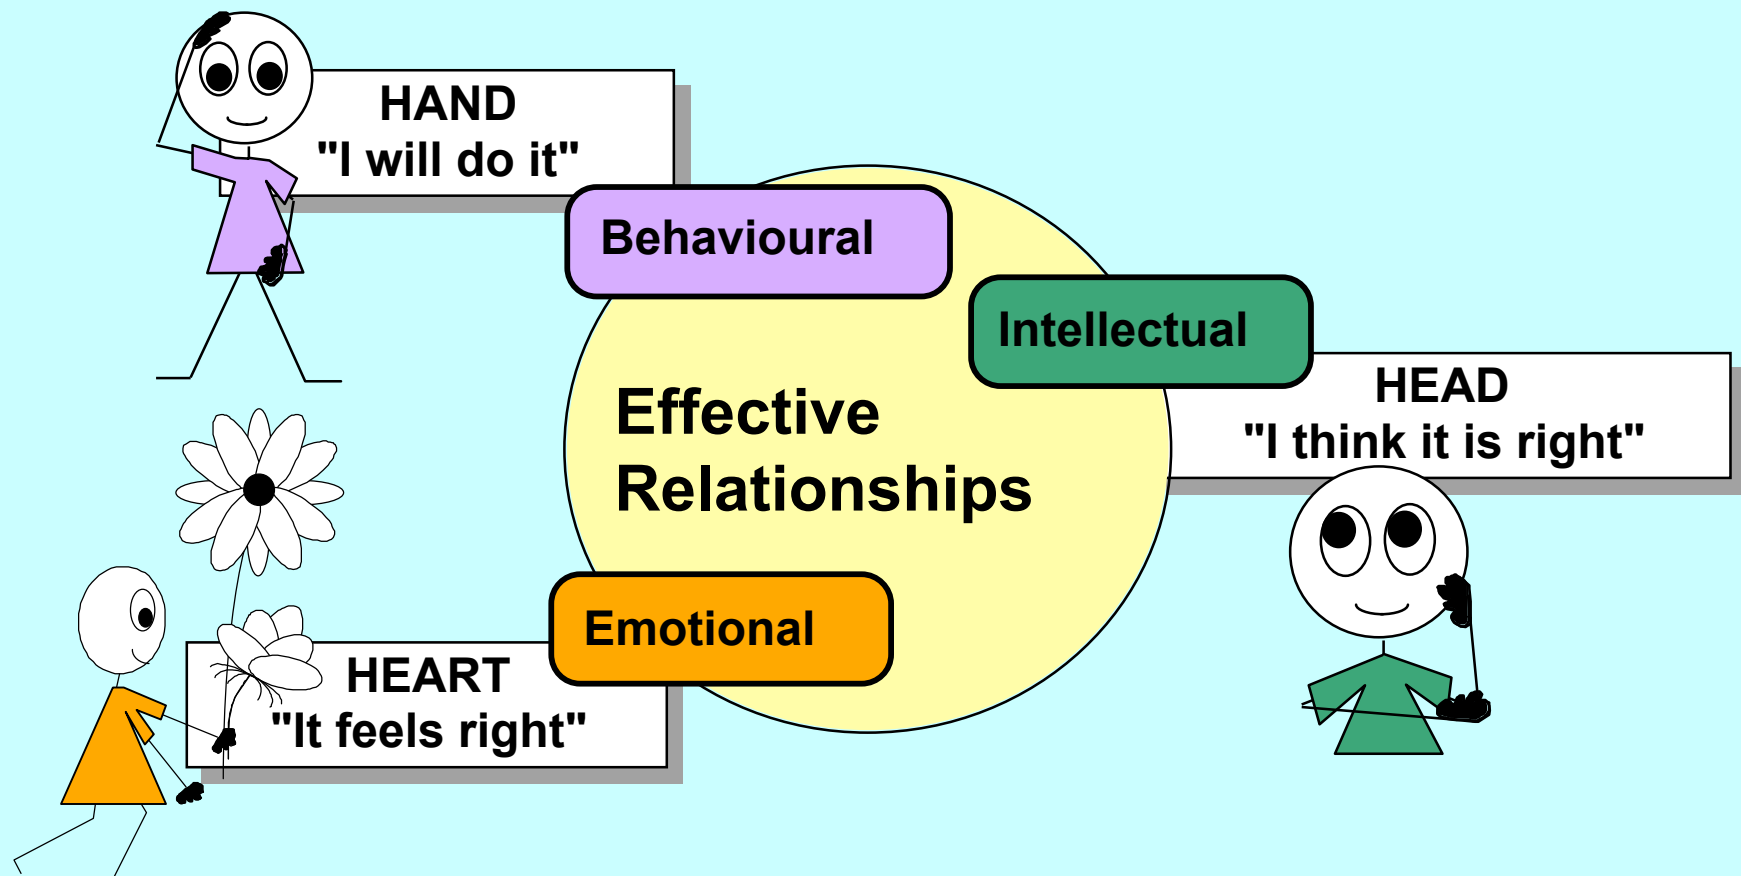 HAND
"I will do it"
Behavioural
Intellectual
HEAD
"I think it is right"
Effective
Relationships
Emotional
HEART
"It feels right"